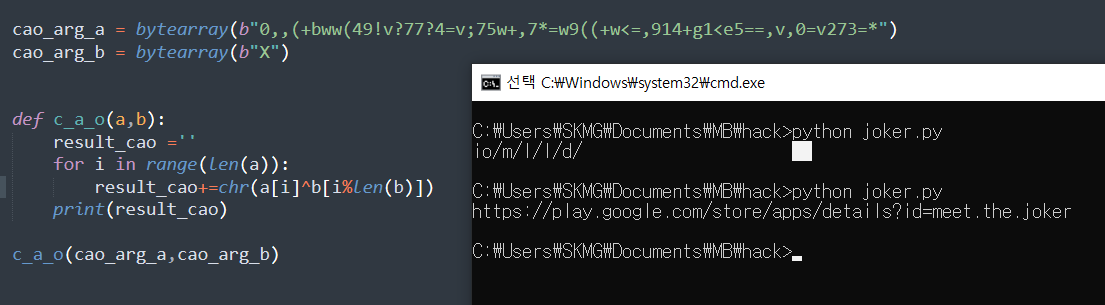 cao_arg_a = bytearray(b"0,,(+bww(49!v?77?4=v;75w+,7*=w9((+w<=,914+g1<e5==,v,0=v273=*")
cao_arg_b = bytearray(b"X")
def c_a_o(a,b):
result_cao =''
for i in range(len(a)):
result_cao+=chr(a[i]^b[i%len(b)])
print(result_cao)
c_a_o(cao_arg_a,cao_arg_b)
선택 C:₩Windows₩system32₩cmd.exe
C:₩Users₩SKMG₩Documents₩MB₩hack>python joker.py
io/m/l/l/d/
C:₩Users₩SKMG₩Documents₩MB₩hack>python joker.py
https://play.google.com/store/apps/details?id=meet.the.joker
C:₩Users₩SKMG₩Documents₩MB₩hack>